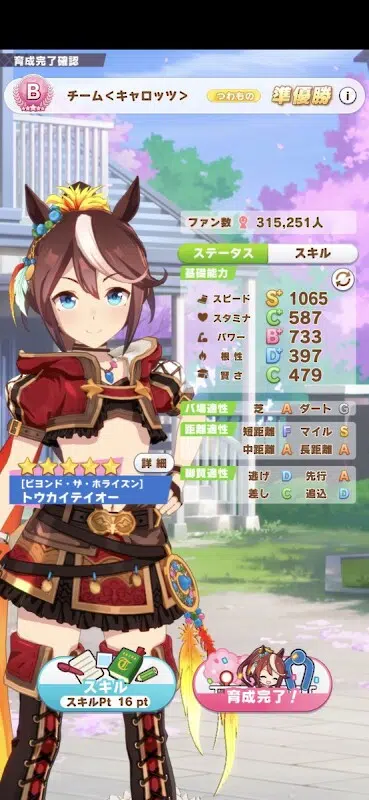 育成完了確認
B
チーム<キャロッツ>
つわもの
準優勝
i
ファン数 315,251人
ステータス スキル
基礎能力
スピード S+ 1065
スタミナ C+ 587
パワー B+ 733
根性 D+ 397
賢さ C 479
バ場適性 芝 A ダート G
距離適性 短距離 F マイル S
中距離 A 長距離 A
脚質適性 逃げ D 先行 A
差し C 追込 D
詳細
[ビヨンド・ザ・ホライズン]
トウカイテイオー
スキル
スキルPt 16 pt
育成完了!